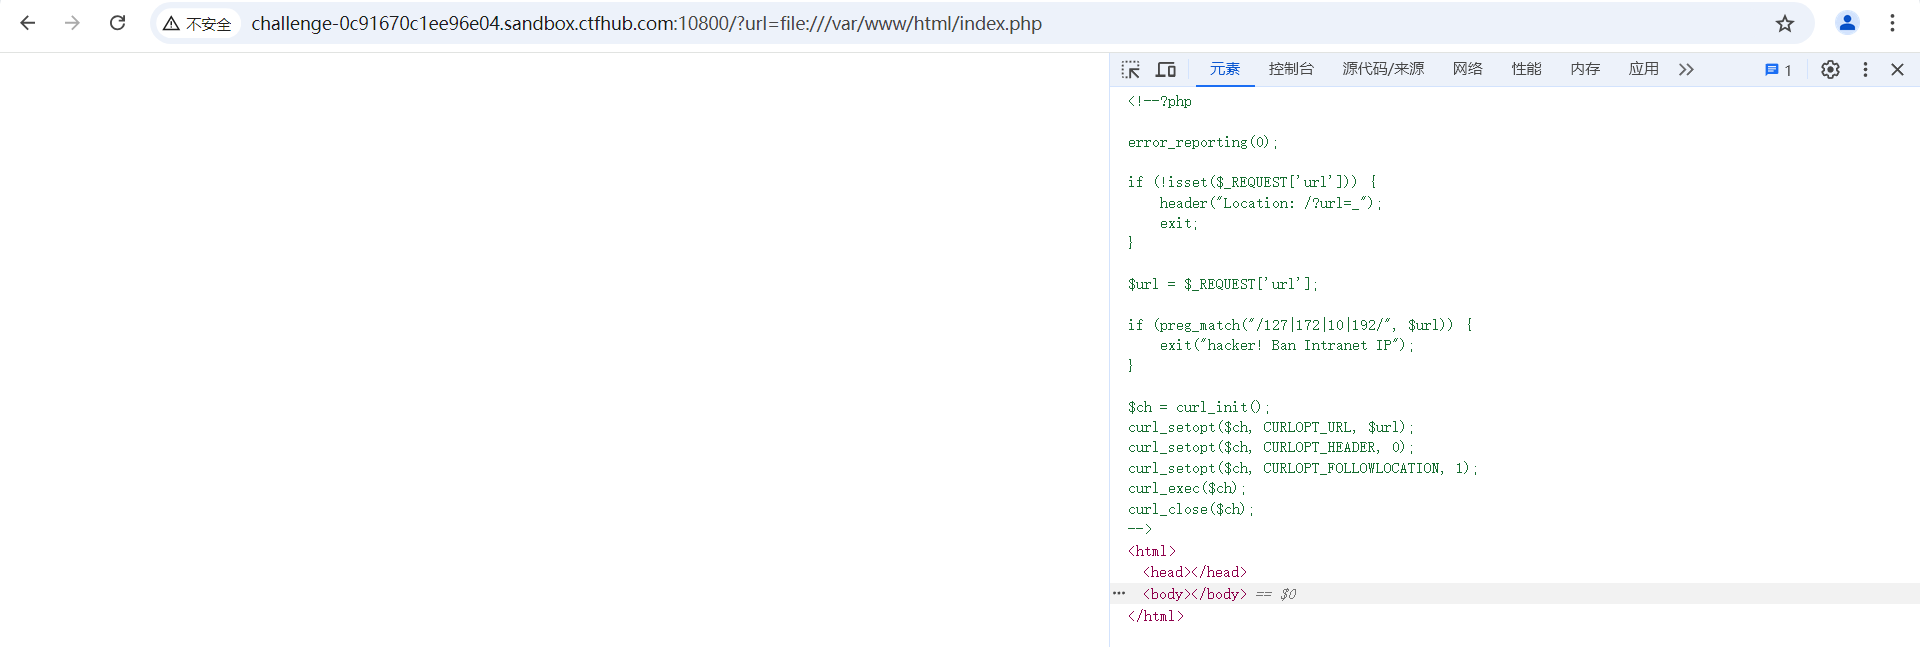 不安全 challenge-0c91670c1ee96e04.sandbox.ctfhub.com:10800/?url=file:///var/www/html/index.php
元素 控制台 源代码/来源 网络 性能 内存 应用 1
<!--?php
error_reporting(0);
if (!isset($_REQUEST['url'])) {
    header("Location: /?url=_");
    exit;
}
$url = $_REQUEST['url'];
if (preg_match("/127|172|10|192/", $url)) {
    exit("hacker! Ban Intranet IP");
}
$ch = curl_init();
curl_setopt($ch, CURLOPT_URL, $url);
curl_setopt($ch, CURLOPT_HEADER, 0);
curl_setopt($ch, CURLOPT_FOLLOWLOCATION, 1);
curl_exec($ch);
curl_close($ch);
-->
<html>
  <head></head>
  <body></body> == $0
</html>